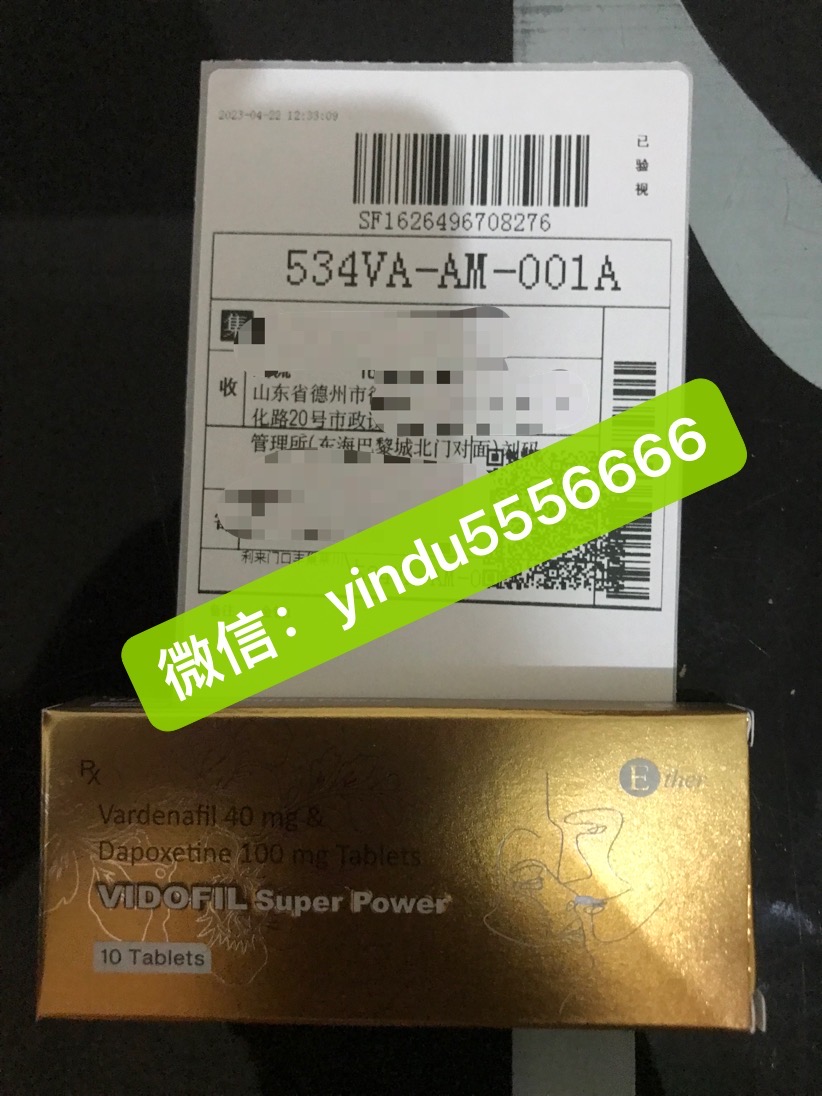 2023-04-22 12:33:09
已验视
SF1626496708276
534VA-AM-001A
集
收
山东省德州市
化路20号市政
管理所(东海巴黎城北门对面)
微信：yindu5556666
Rx
Ether
Vardenafil 40 mg &
Dapoxetine 100 mg Tablets
VIDOFIL Super Power
10 Tablets